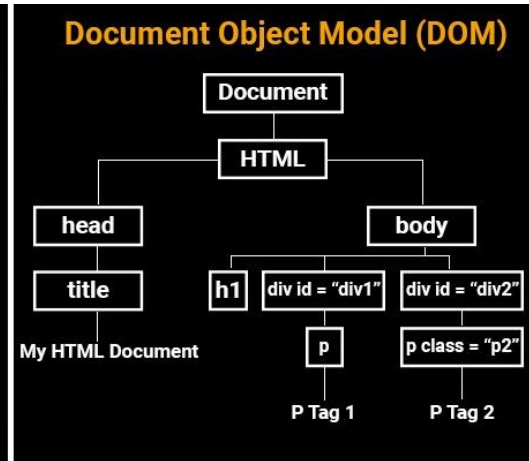 Document Object Model (DOM)
Document
HTML
head
body
title
h1
div id = “div1”
div id = “div2”
My HTML Document
p
p class = “p2”
P Tag 1
P Tag 2